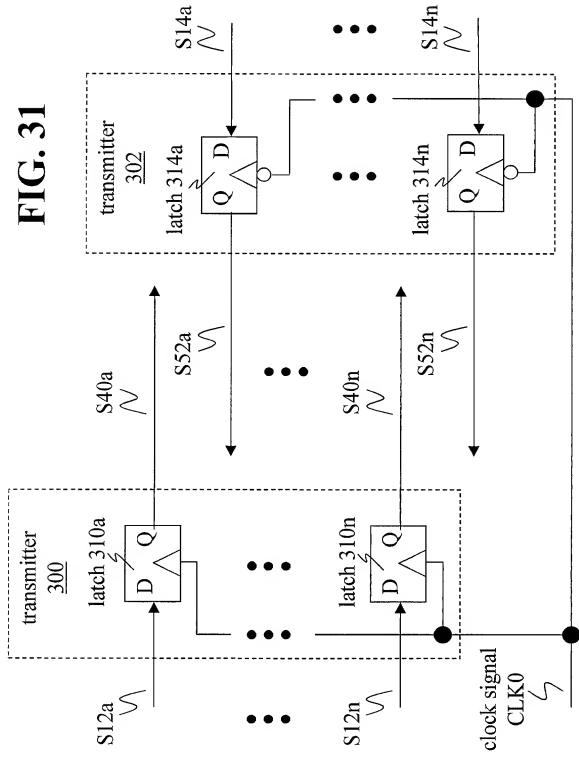 FIG. 31
transmitter
300
transmitter
302
S12a
latch 310a
D Q
S40a
S52a
latch 314a
Q D
S14a
S12n
latch 310n
D Q
S40n
S52n
latch 314n
Q D
S14n
clock signal
CLK0